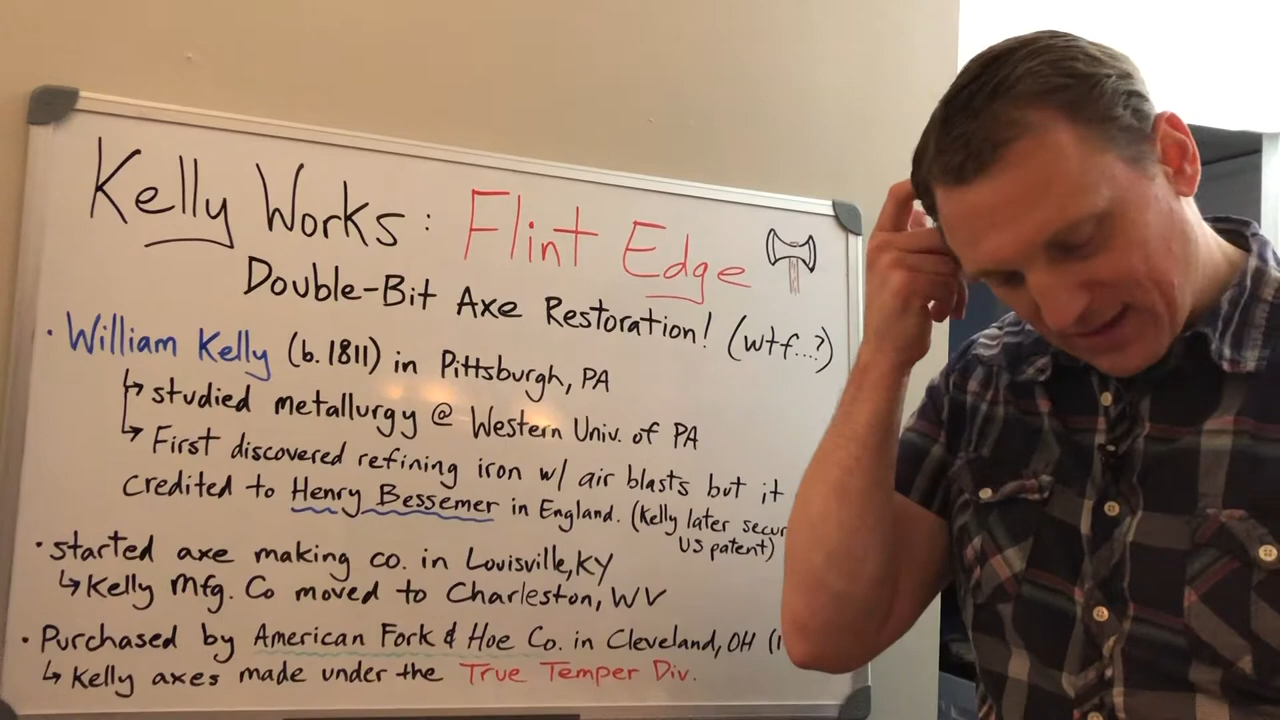 Kelly Works: Flint Edge
Double-Bit Axe Restoration! (wtf...?)
• William Kelly (b. 1811) in Pittsburgh, PA
↳ studied metallurgy @ Western Univ. of PA
↳ First discovered refining iron w/ air blasts but it
credited to Henry Bessemer in England. (Kelly later secur
US patent)
• started axe making co. in Louisville, KY
↳ Kelly Mfg. Co moved to Charleston, WV
• Purchased by American Fork & Hoe Co. in Cleveland, OH (1
↳ Kelly axes made under the True Temper Div.